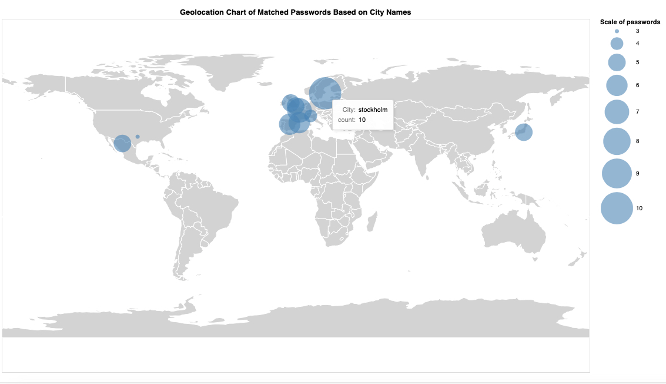 Geolocation Chart of Matched Passwords Based on City Names
Scale of passwords
3
4
5
6
7
8
9
10
City: stockholm
count: 10